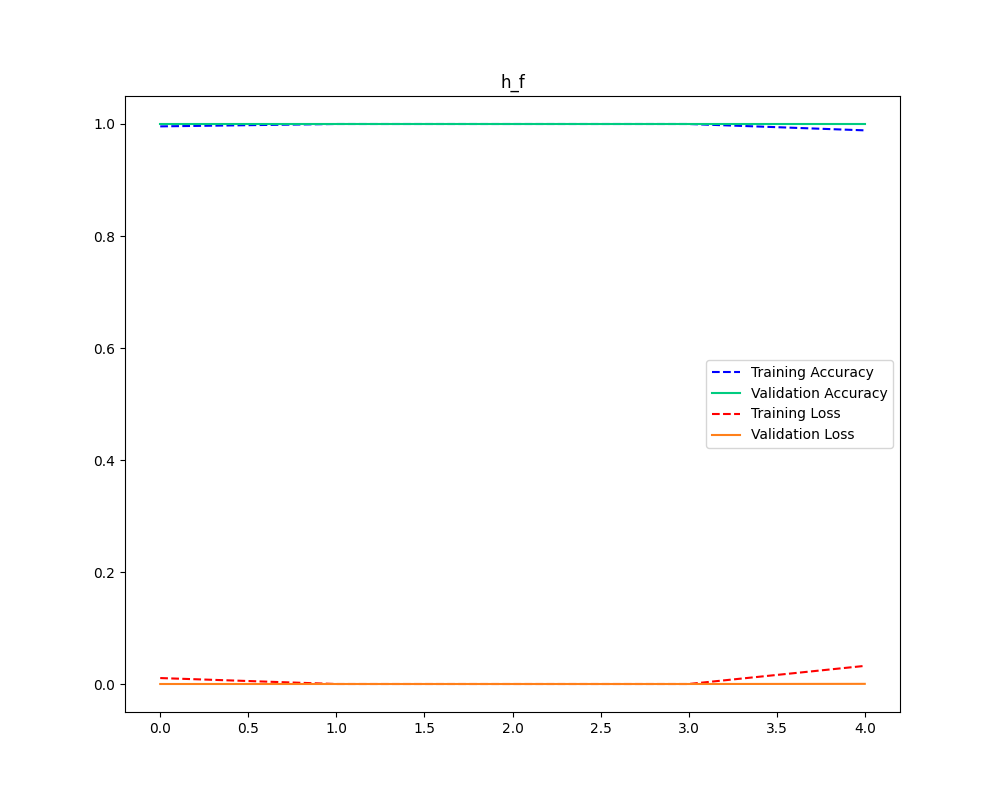 h_f
1.0
0.8
0.6
0.4
0.2
0.0
Training Accuracy
Validation Accuracy
Training Loss
Validation Loss
0.0 0.5 1.0 1.5 2.0 2.5 3.0 3.5 4.0